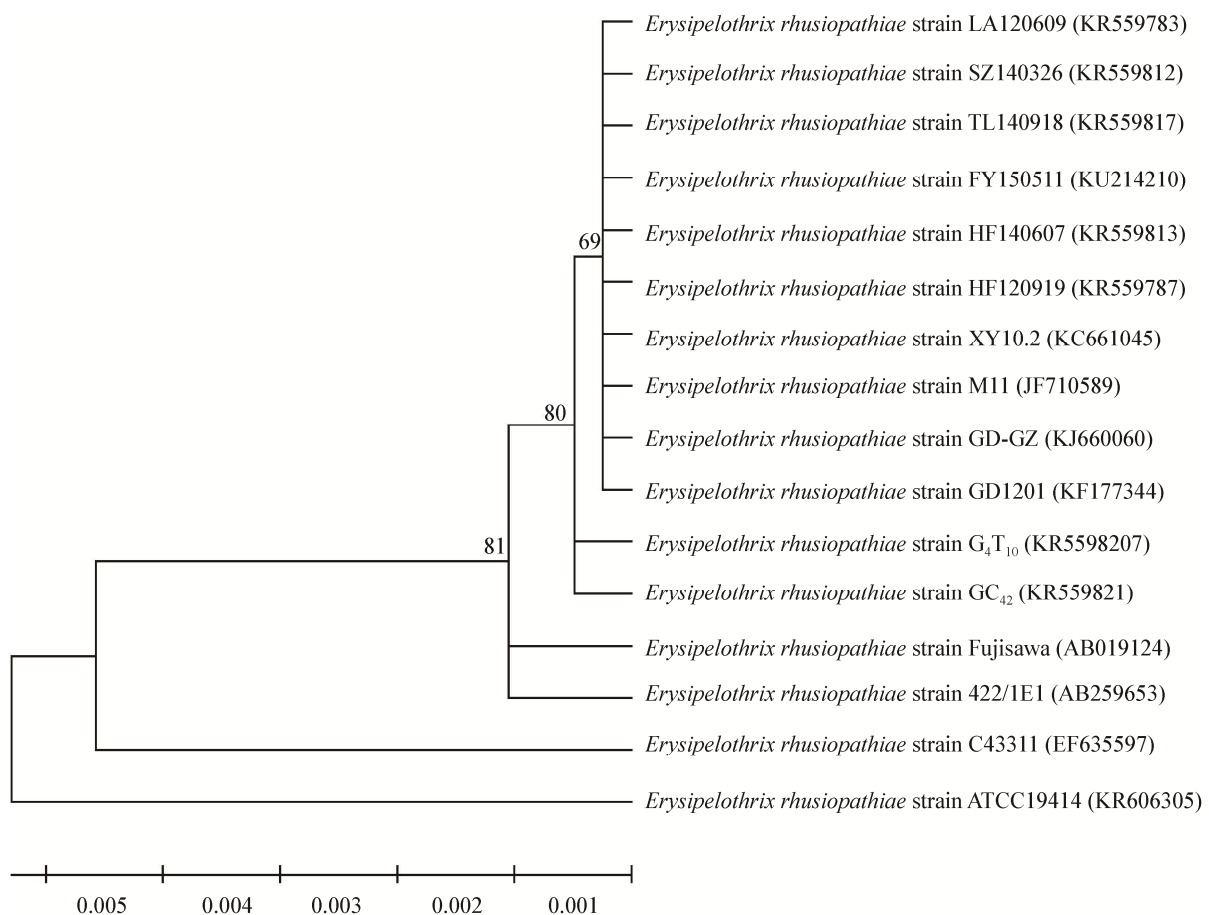 Erysipelothrix rhusiopathiae strain LA120609 (KR559783)
Erysipelothrix rhusiopathiae strain SZ140326 (KR559812)
Erysipelothrix rhusiopathiae strain TL140918 (KR559817)
Erysipelothrix rhusiopathiae strain FY150511 (KU214210)
Erysipelothrix rhusiopathiae strain HF140607 (KR559813)
69
Erysipelothrix rhusiopathiae strain HF120919 (KR559787)
Erysipelothrix rhusiopathiae strain XY10.2 (KC661045)
Erysipelothrix rhusiopathiae strain M11 (JF710589)
80
Erysipelothrix rhusiopathiae strain GD-GZ (KJ660060)
Erysipelothrix rhusiopathiae strain GD1201 (KF177344)
81
Erysipelothrix rhusiopathiae strain G₄T₁₀ (KR5598207)
Erysipelothrix rhusiopathiae strain GC₄₂ (KR559821)
Erysipelothrix rhusiopathiae strain Fujisawa (AB019124)
Erysipelothrix rhusiopathiae strain 422/1E1 (AB259653)
Erysipelothrix rhusiopathiae strain C43311 (EF635597)
Erysipelothrix rhusiopathiae strain ATCC19414 (KR606305)
0.005 0.004 0.003 0.002 0.001